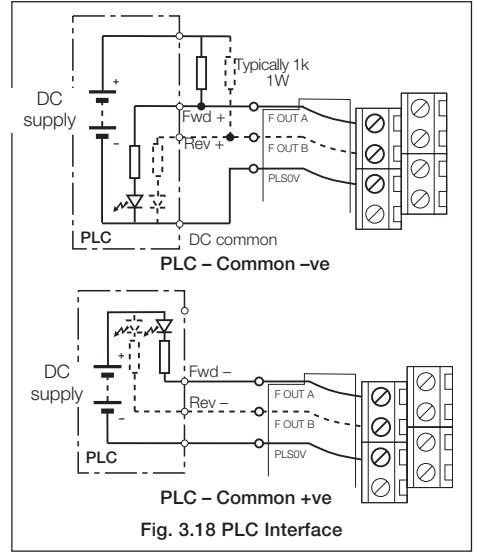 Typically 1k
1W
+
DC
supply
–
Fwd +
Rev +
F OUT A
F OUT B
PLS0V
PLC
DC common
PLC – Common –ve
DC
supply
+
–
Fwd –
Rev –
F OUT A
F OUT B
PLS0V
PLC
PLC – Common +ve
Fig. 3.18 PLC Interface